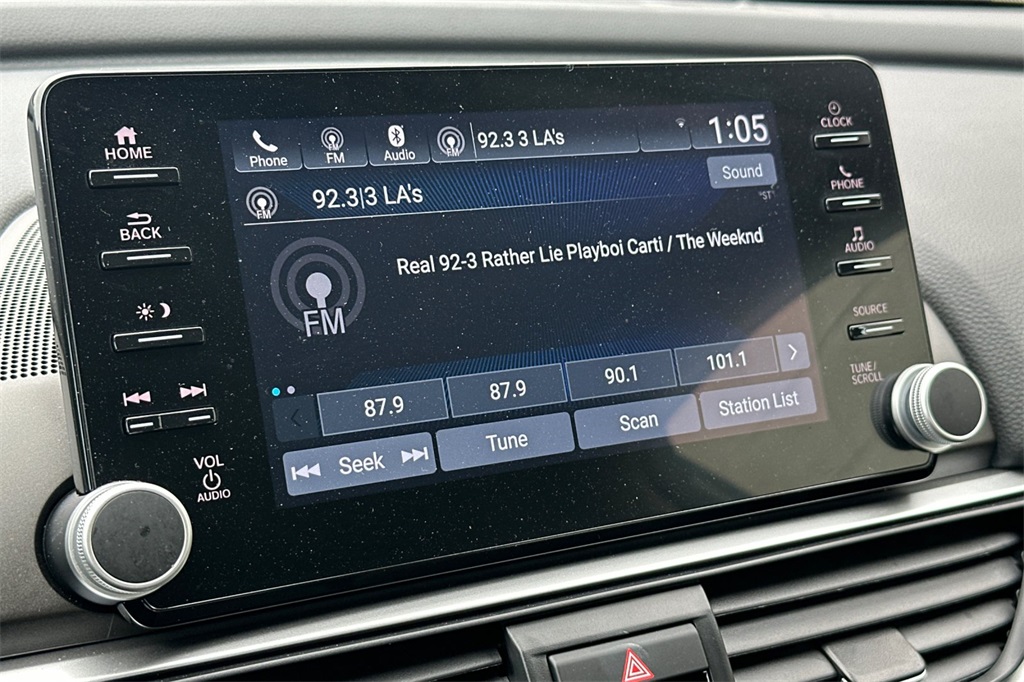 HOME
BACK
VOL
AUDIO
Phone
FM
Audio
FM
92.3 3 LA's
1:05
FM
92.3|3 LA's
Sound
"ST"
FM
Real 92-3 Rather Lie Playboi Carti / The Weeknd
87.9
87.9
90.1
101.1
Seek
Tune
Scan
Station List
CLOCK
PHONE
AUDIO
SOURCE
TUNE/
SCROLL